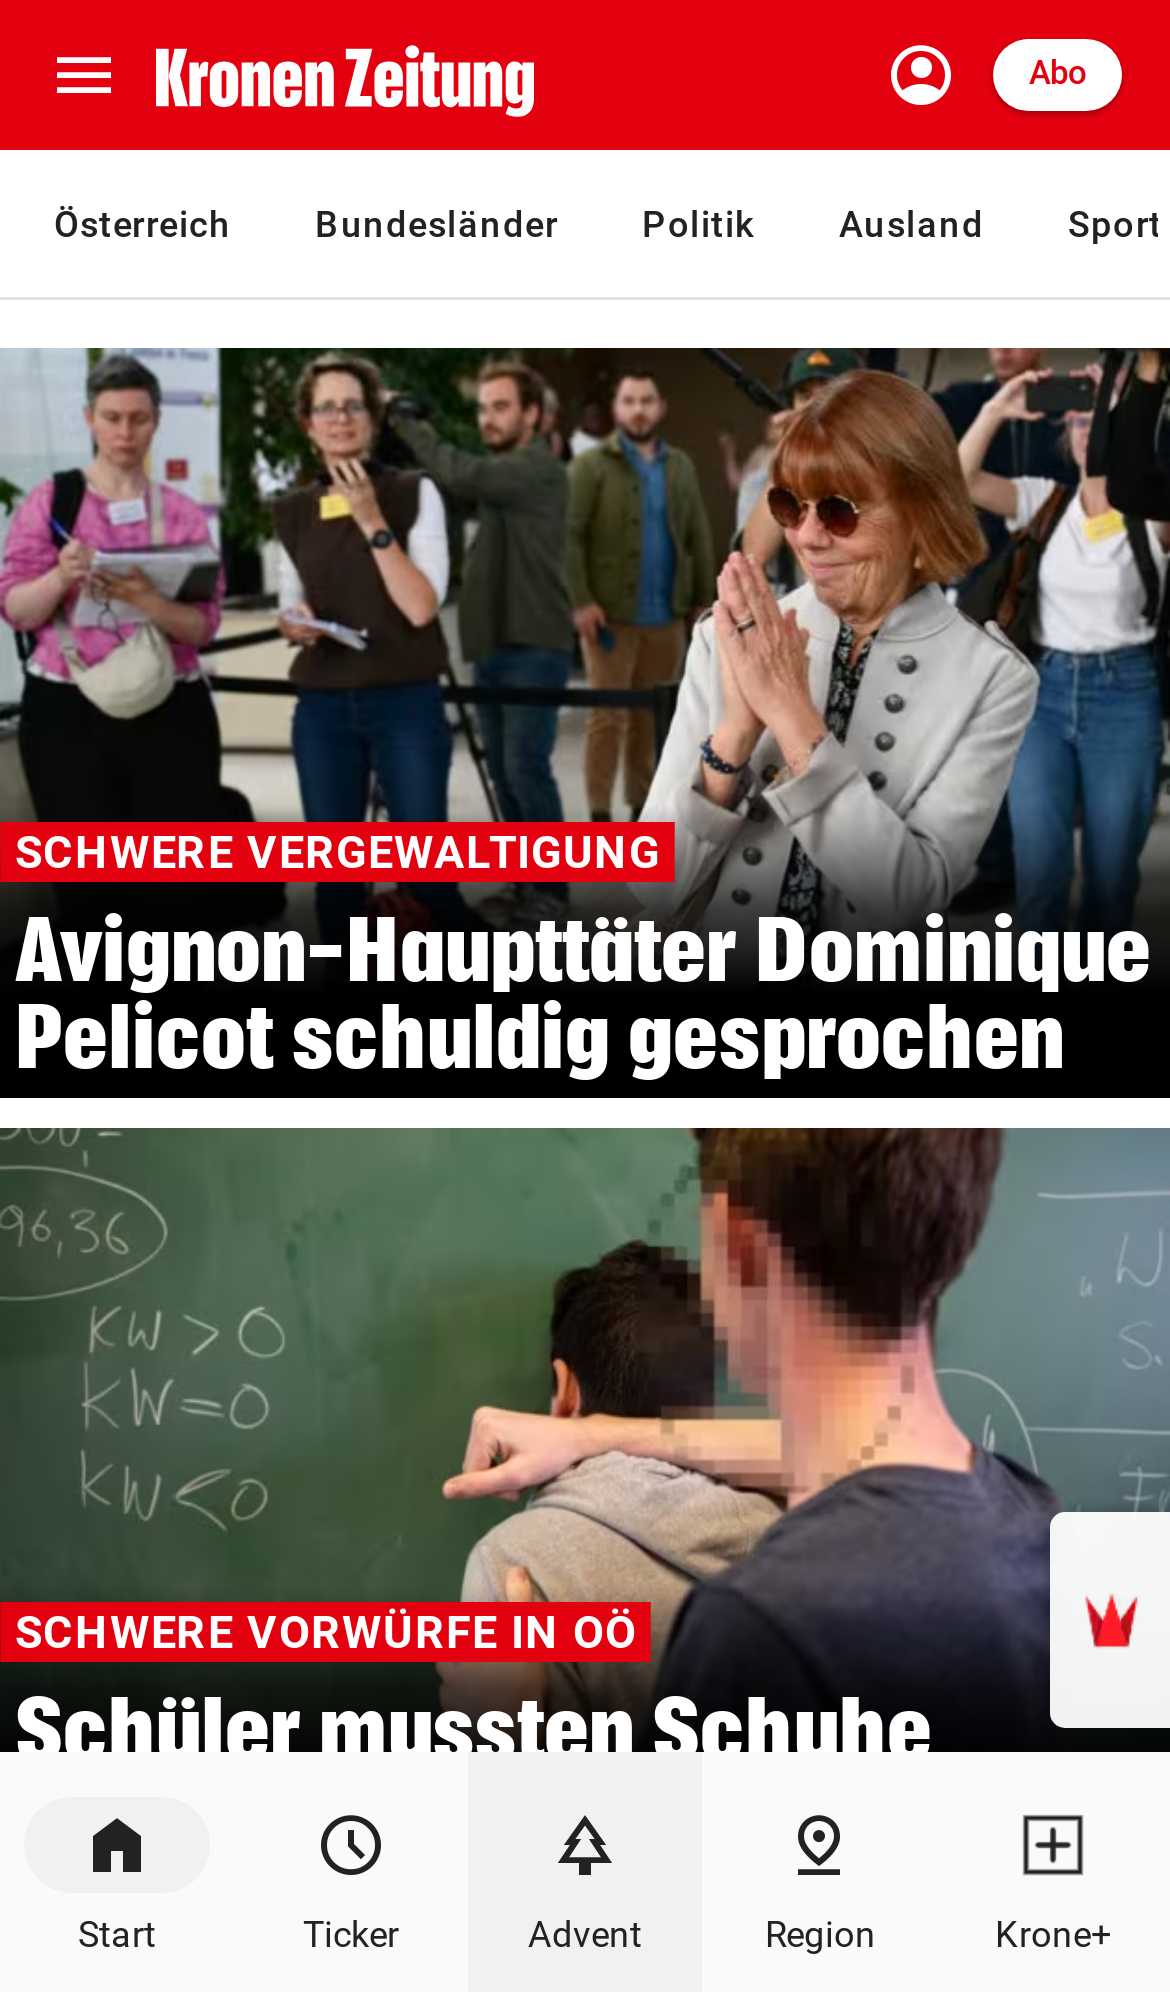 Kronen Zeitung
Abo
Österreich Bundesländer Politik Ausland Sport
SCHWERE VERGEWALTIGUNG
Avignon-Haupttäter Dominique
Pelicot schuldig gesprochen
96,36
KW > 0
KW = 0
KW < 0
SCHWERE VORWÜRFE IN OÖ
Schüler mussten Schuhe
Start Ticker Advent Region Krone+